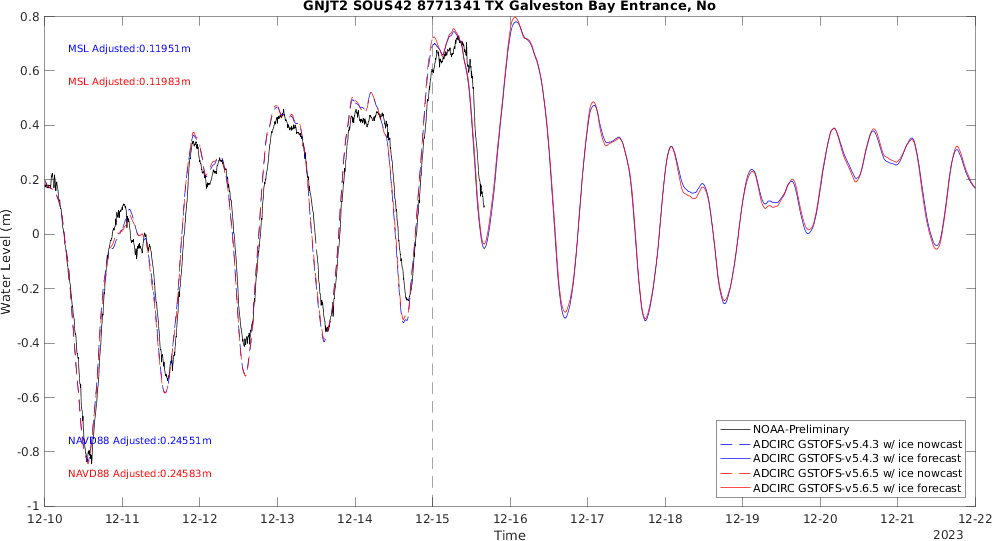 GNJT2 SOUS42 8771341 TX Galveston Bay Entrance, No
0.8
MSL Adjusted:0.11951m
0.6
MSL Adjusted:0.11983m
0.4
0.2
0
Water Level (m)
-0.2
-0.4
-0.6
-0.8
-1
NAVD88 Adjusted:0.24551m
NAVD88 Adjusted:0.24583m
NOAA-Preliminary
ADCIRC GSTOFS-v5.4.3 w/ ice nowcast
ADCIRC GSTOFS-v5.4.3 w/ ice forecast
ADCIRC GSTOFS-v5.6.5 w/ ice nowcast
ADCIRC GSTOFS-v5.6.5 w/ ice forecast
12-10 12-11 12-12 12-13 12-14 12-15 12-16 12-17 12-18 12-19 12-20 12-21 12-22
Time
2023